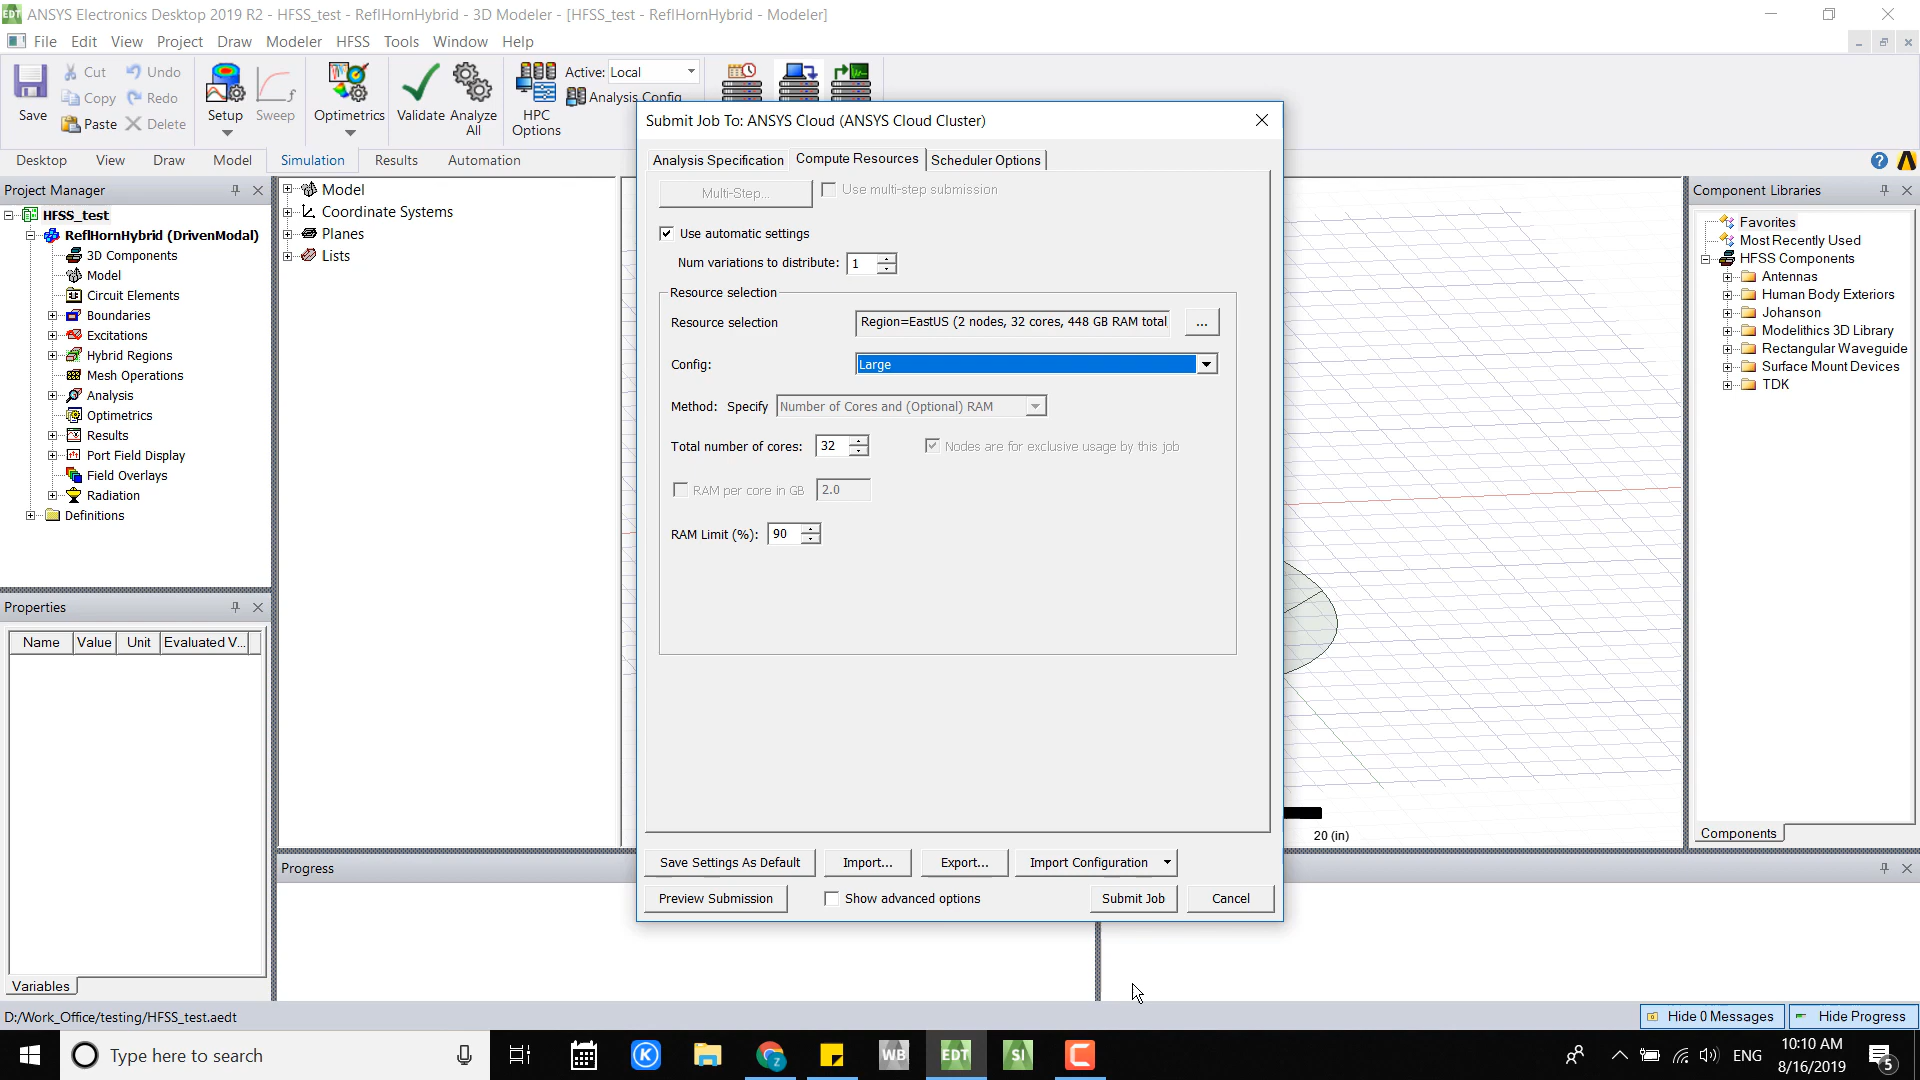 ANSYS Electronics Desktop 2019 R2 - HFSS_test - ReflHornHybrid - 3D Modeler - [HFSS_test - ReflHornHybrid - Modeler]
File Edit View Project Draw Modeler HFSS Tools Window Help
Save
Cut
Copy
Paste
Undo
Redo
Delete
Setup
Sweep
Optimetrics
Validate
Analyze All
HPC Options
Active: Local
Analysis Config
Desktop View Draw Model Simulation Results Automation
Project Manager
HFSS_test
ReflHornHybrid (DrivenModal)
3D Components
Model
Circuit Elements
Boundaries
Excitations
Hybrid Regions
Mesh Operations
Analysis
Optimetrics
Results
Port Field Display
Field Overlays
Radiation
Definitions
Properties
Name Value Unit Evaluated V...
Variables
Model
Coordinate Systems
Planes
Lists
Submit Job To: ANSYS Cloud (ANSYS Cloud Cluster)
Analysis Specification Compute Resources Scheduler Options
Multi-Step... Use multi-step submission
Use automatic settings
Num variations to distribute: 1
Resource selection
Resource selection Region=EastUS (2 nodes, 32 cores, 448 GB RAM total ...
Config: Large
Method: Specify Number of Cores and (Optional) RAM
Total number of cores: 32 Nodes are for exclusive usage by this job
RAM per core in GB 2.0
RAM Limit (%): 90
Save Settings As Default Import... Export... Import Configuration
Preview Submission Show advanced options Submit Job Cancel
20 (in)
Component Libraries
Favorites
Most Recently Used
HFSS Components
Antennas
Human Body Exteriors
Johanson
Modelithics 3D Library
Rectangular Waveguide
Surface Mount Devices
TDK
Components
Progress
D:/Work_Office/testing/HFSS_test.aedt
Hide 0 Messages Hide Progress
Type here to search
K
Z
WB
EDT
SI
C
ENG
10:10 AM
8/16/2019
5